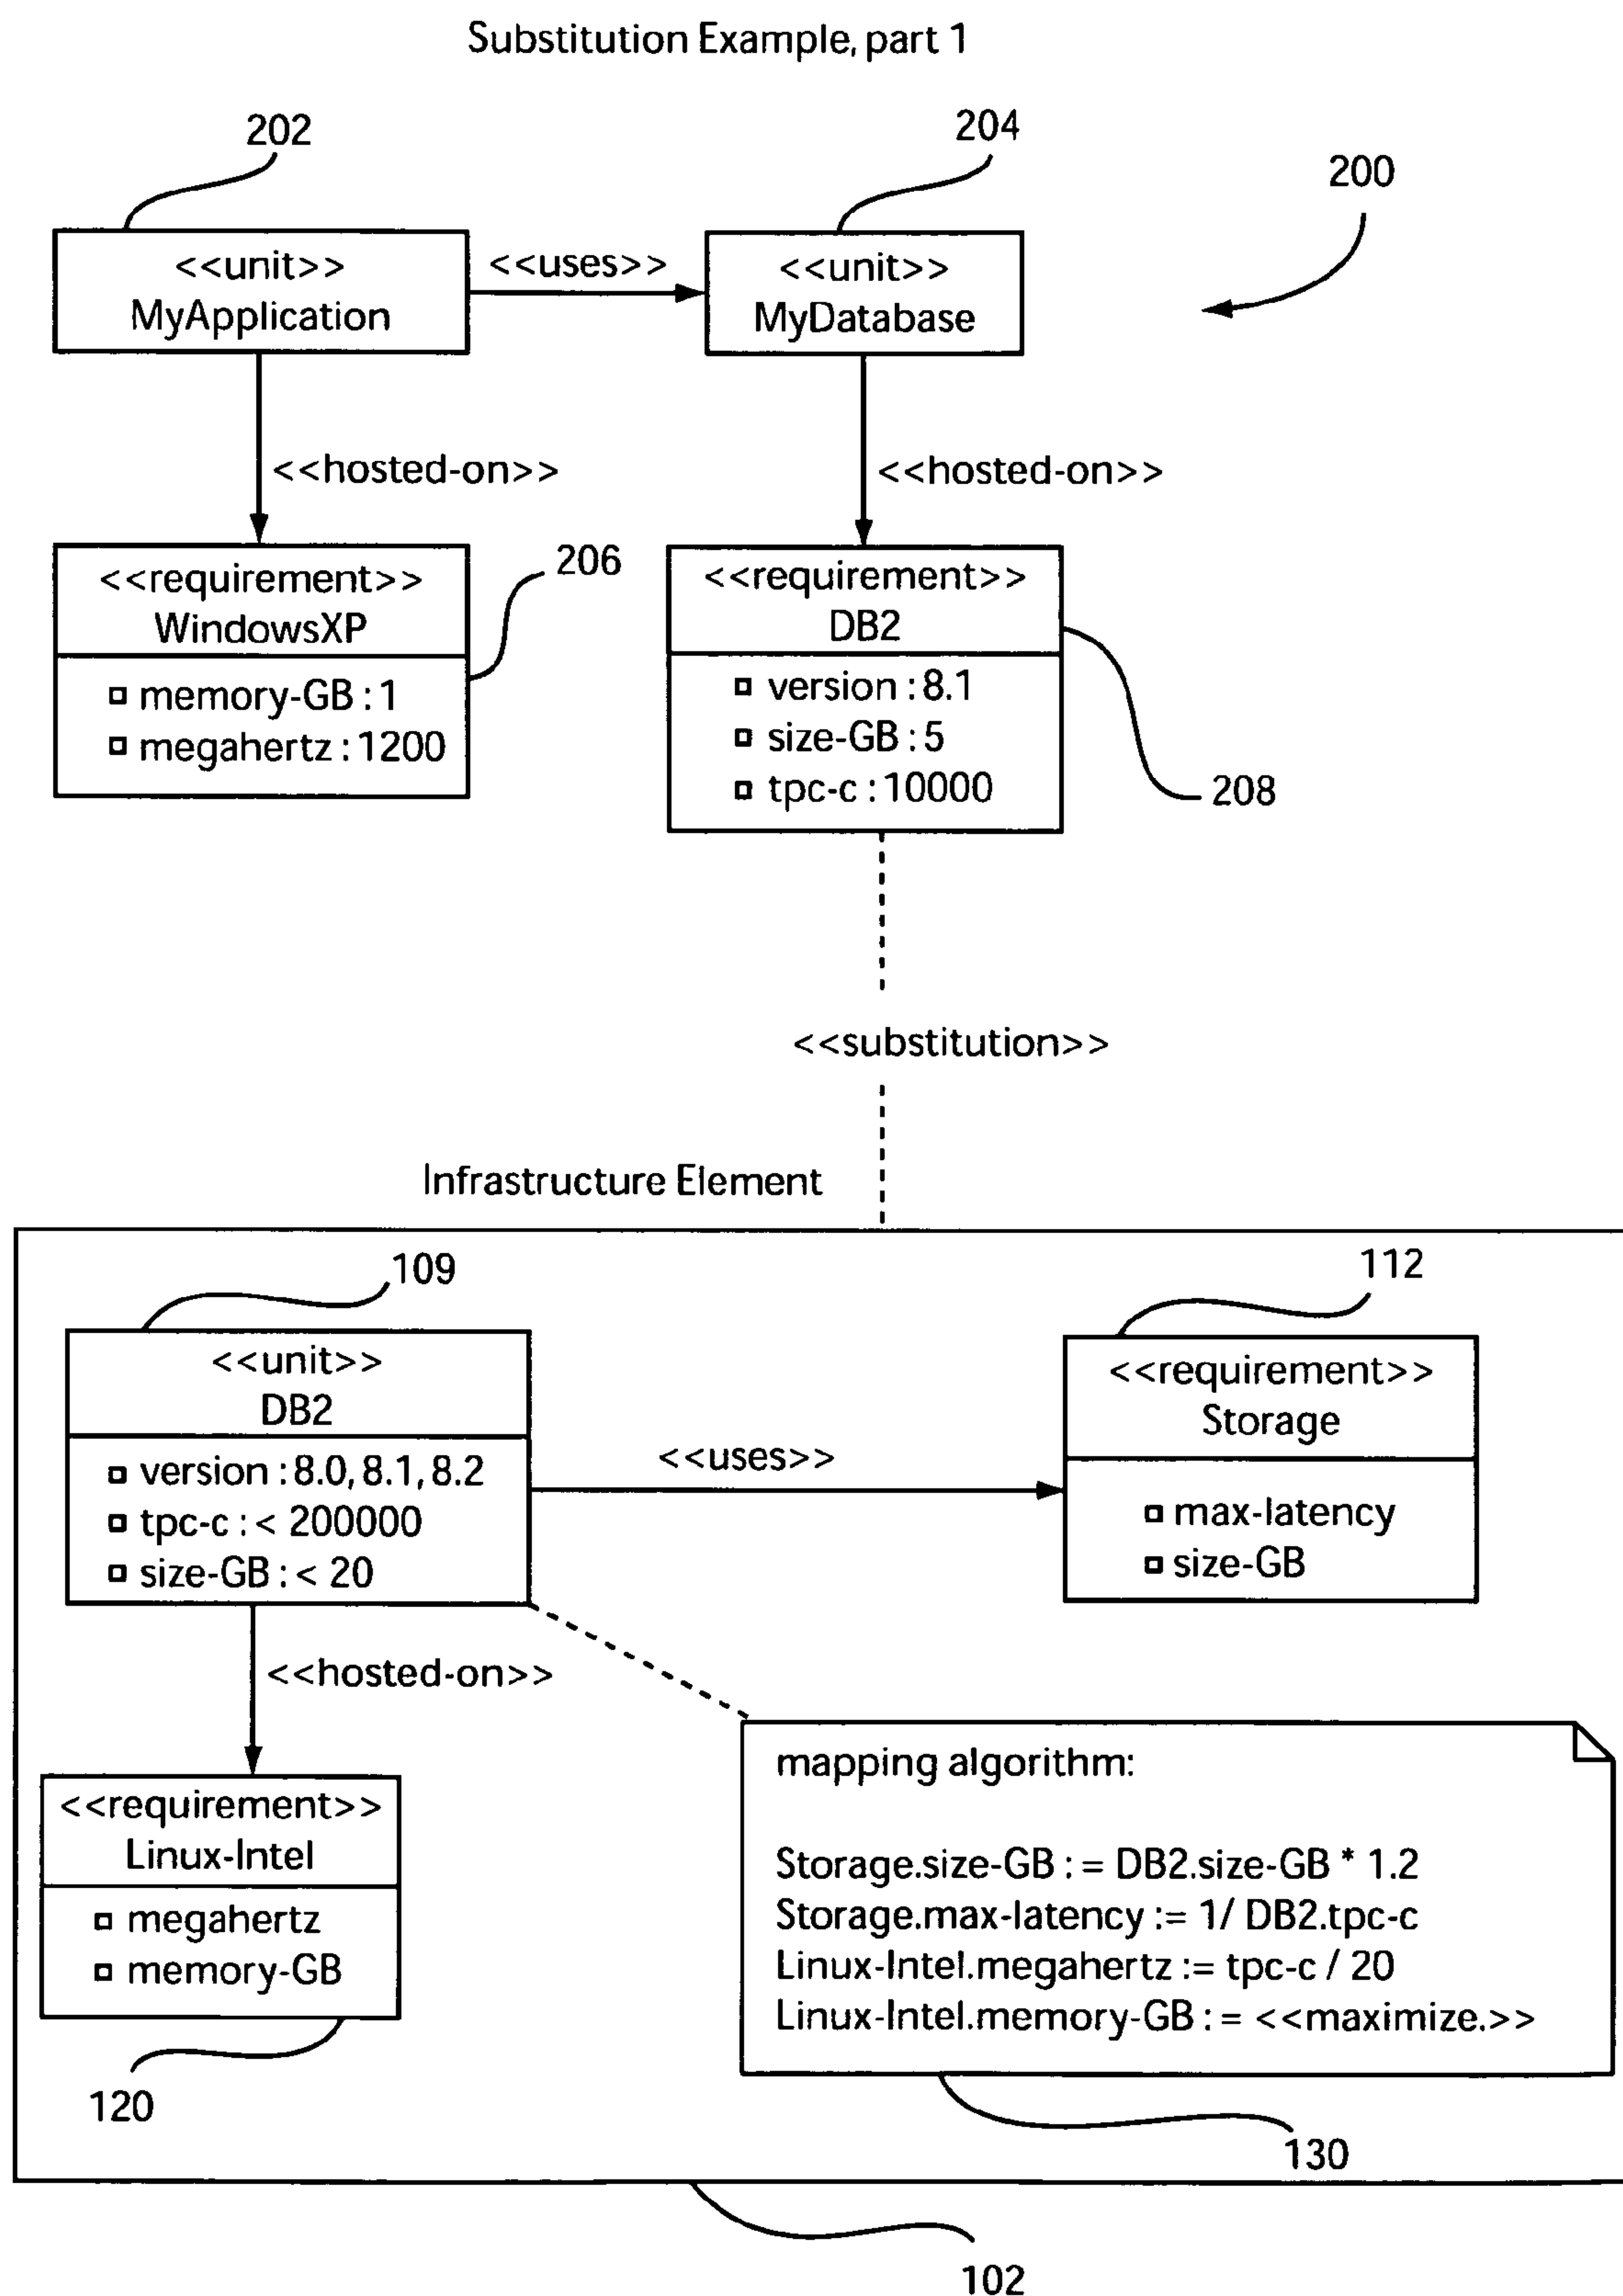 Substitution Example, part 1
202
204
200
<<unit>>
MyApplication
<<uses>>
<<unit>>
MyDatabase
<<hosted-on>>
<<hosted-on>>
<<requirement>>
WindowsXP
memory-GB : 1
megahertz : 1200
206
<<requirement>>
DB2
version : 8.1
size-GB : 5
tpc-c : 10000
208
<<substitution>>
Infrastructure Element
109
112
<<unit>>
DB2
version : 8.0, 8.1, 8.2
tpc-c : < 200000
size-GB : < 20
<<uses>>
<<requirement>>
Storage
max-latency
size-GB
<<hosted-on>>
<<requirement>>
Linux-Intel
megahertz
memory-GB
120
mapping algorithm:
Storage.size-GB : = DB2.size-GB * 1.2
Storage.max-latency := 1/ DB2.tpc-c
Linux-Intel.megahertz := tpc-c / 20
Linux-Intel.memory-GB : = <<maximize.>>
130
102